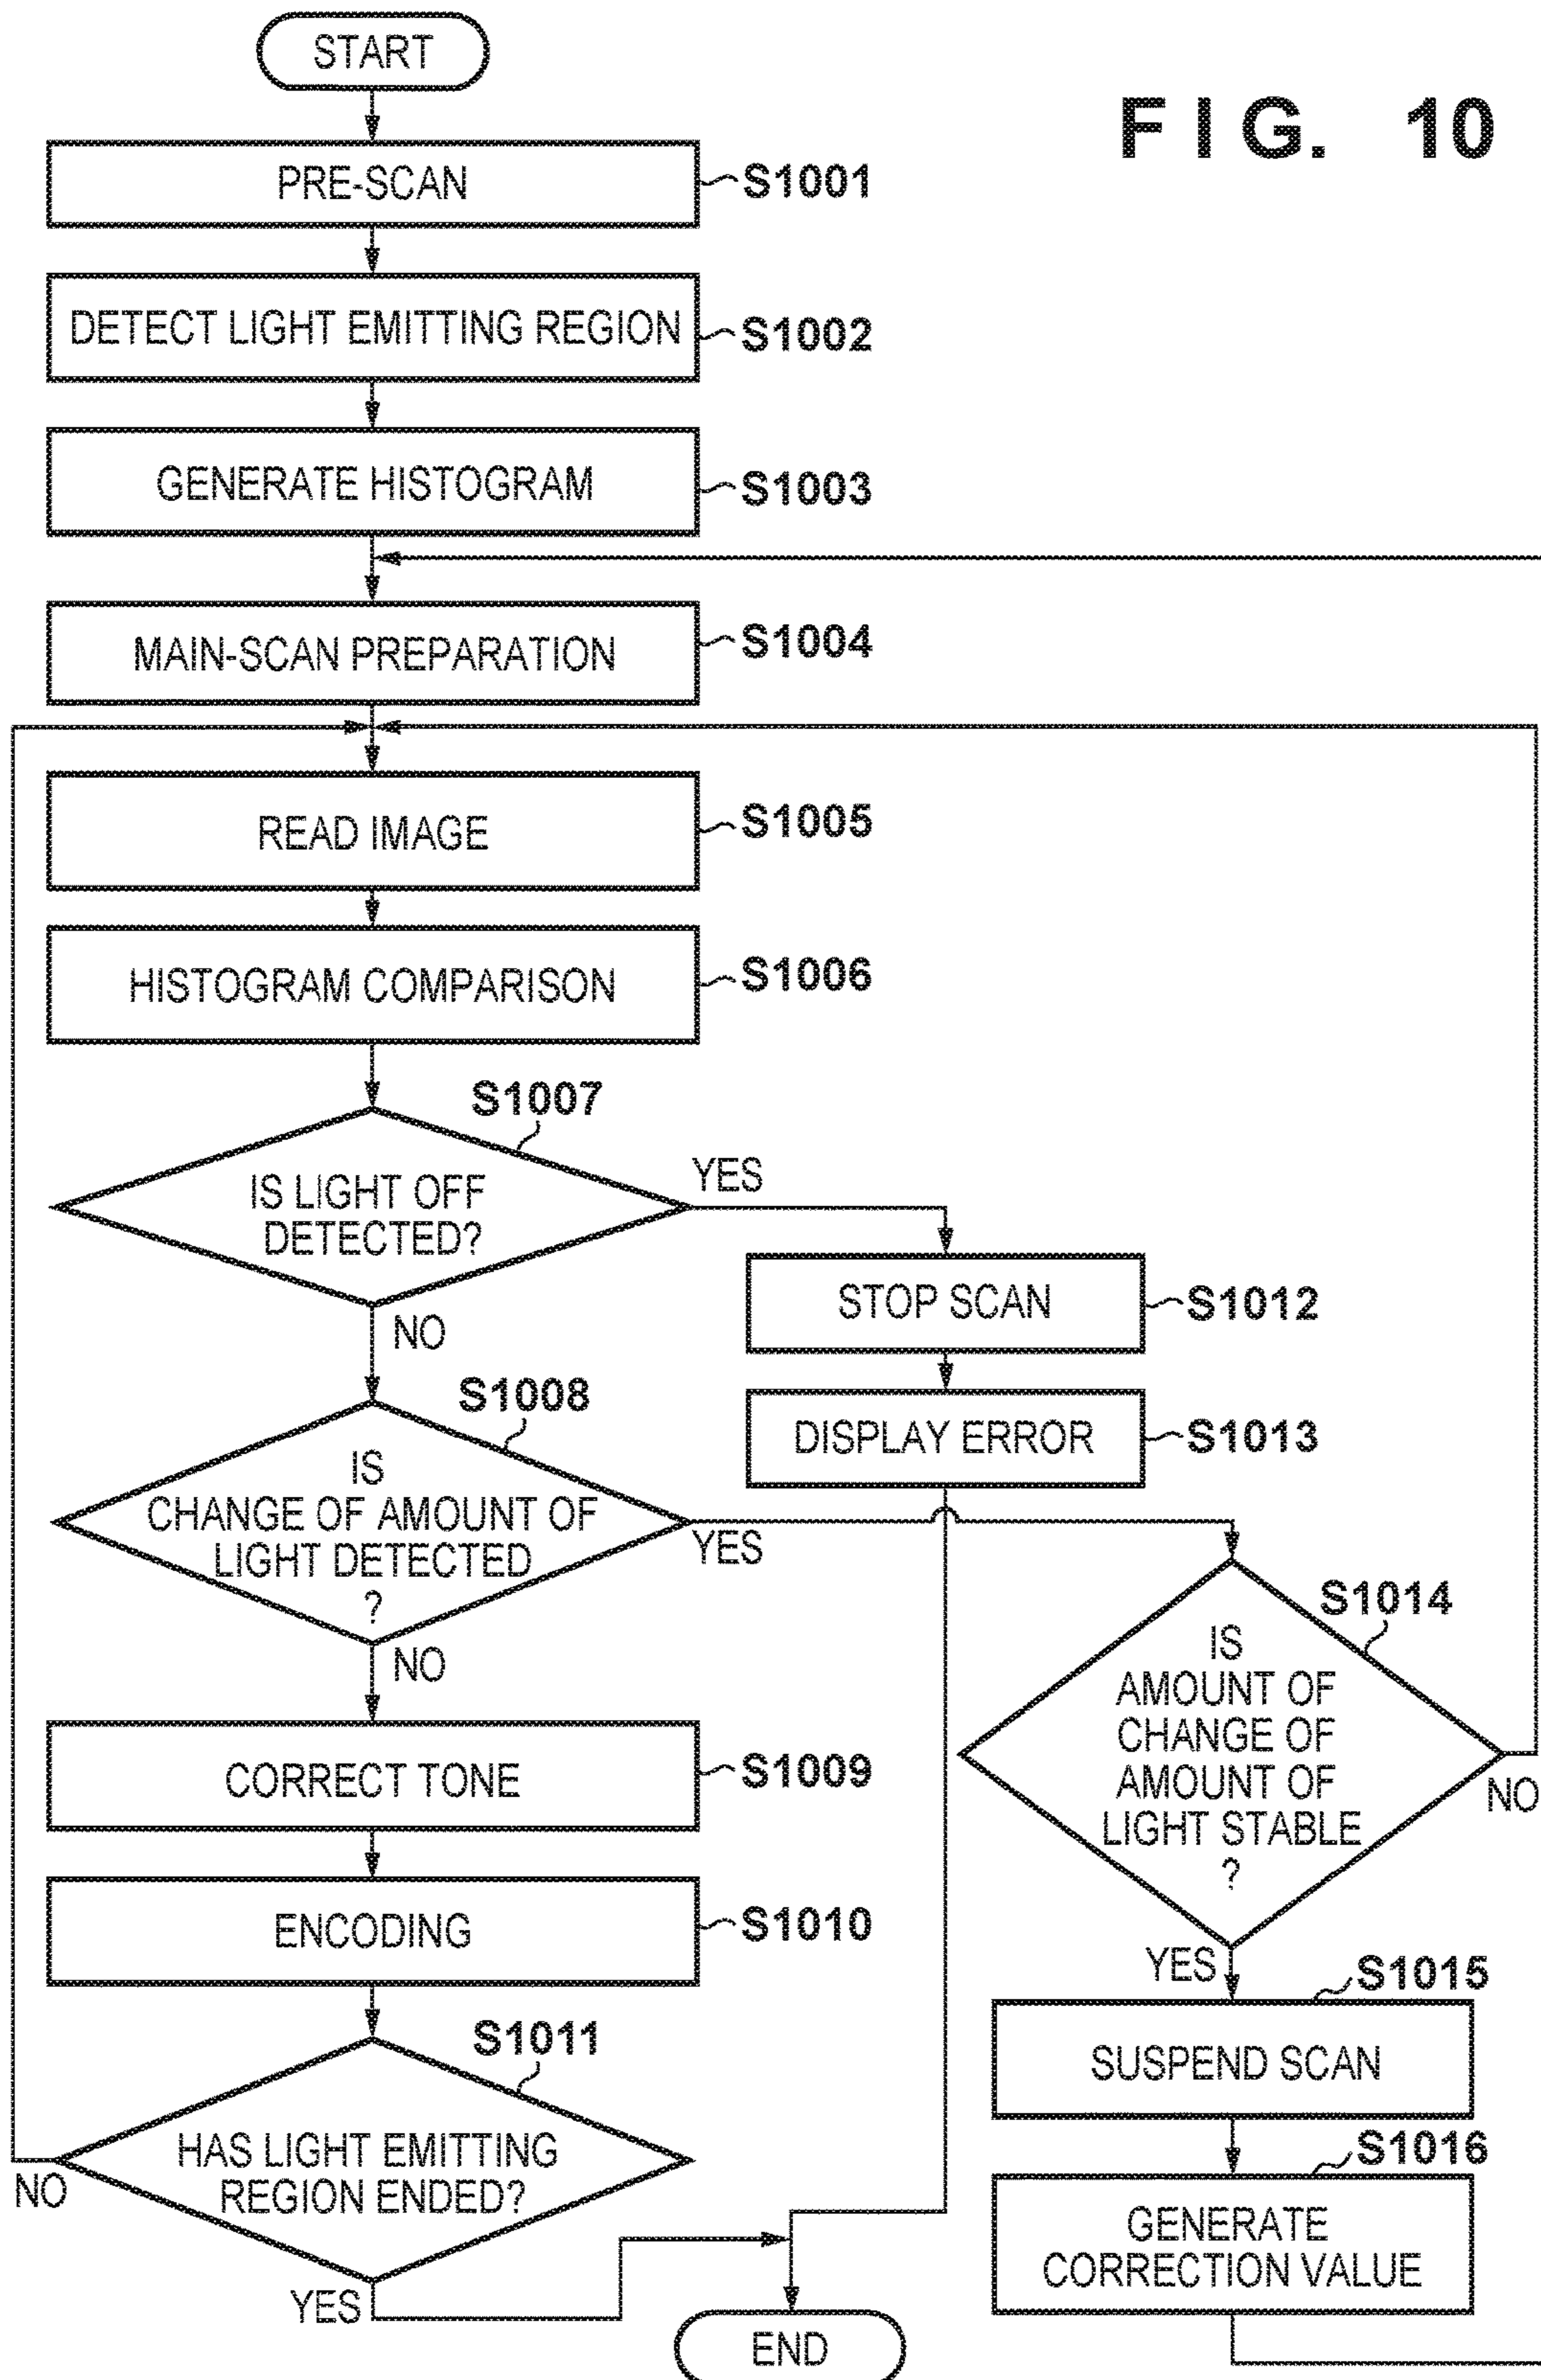 START
FIG. 10
PRE-SCAN
S1001
DETECT LIGHT EMITTING REGION
S1002
GENERATE HISTOGRAM
S1003
MAIN-SCAN PREPARATION
S1004
READ IMAGE
S1005
HISTOGRAM COMPARISON
S1006
S1007
IS LIGHT OFF
DETECTED?
YES
NO
STOP SCAN
S1012
DISPLAY ERROR
S1013
S1008
IS
CHANGE OF AMOUNT OF
LIGHT DETECTED
?
YES
NO
S1014
IS
AMOUNT OF
CHANGE OF
AMOUNT OF
LIGHT STABLE
?
NO
YES
CORRECT TONE
S1009
ENCODING
S1010
S1015
SUSPEND SCAN
S1011
HAS LIGHT EMITTING
REGION ENDED?
NO
YES
S1016
GENERATE
CORRECTION VALUE
END